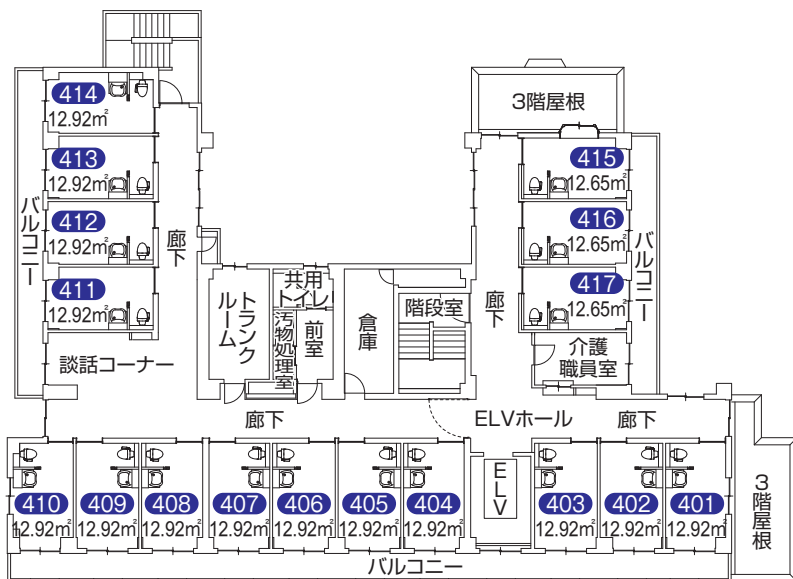 414
12.92㎡
413
12.92㎡
412
12.92㎡
411
12.92㎡
バルコニー
廊下
談話コーナー
3階屋根
415
12.65㎡
416
12.65㎡
417
12.65㎡
バルコニー
廊下
介護
職員室
トランク
ルーム
共用
トイレ
汚物処理室
前室
倉庫
階段室
廊下
ELVホール
廊下
410
12.92㎡
409
12.92㎡
408
12.92㎡
407
12.92㎡
406
12.92㎡
405
12.92㎡
404
12.92㎡
ELV
403
12.92㎡
402
12.92㎡
401
12.92㎡
3階屋根
バルコニー